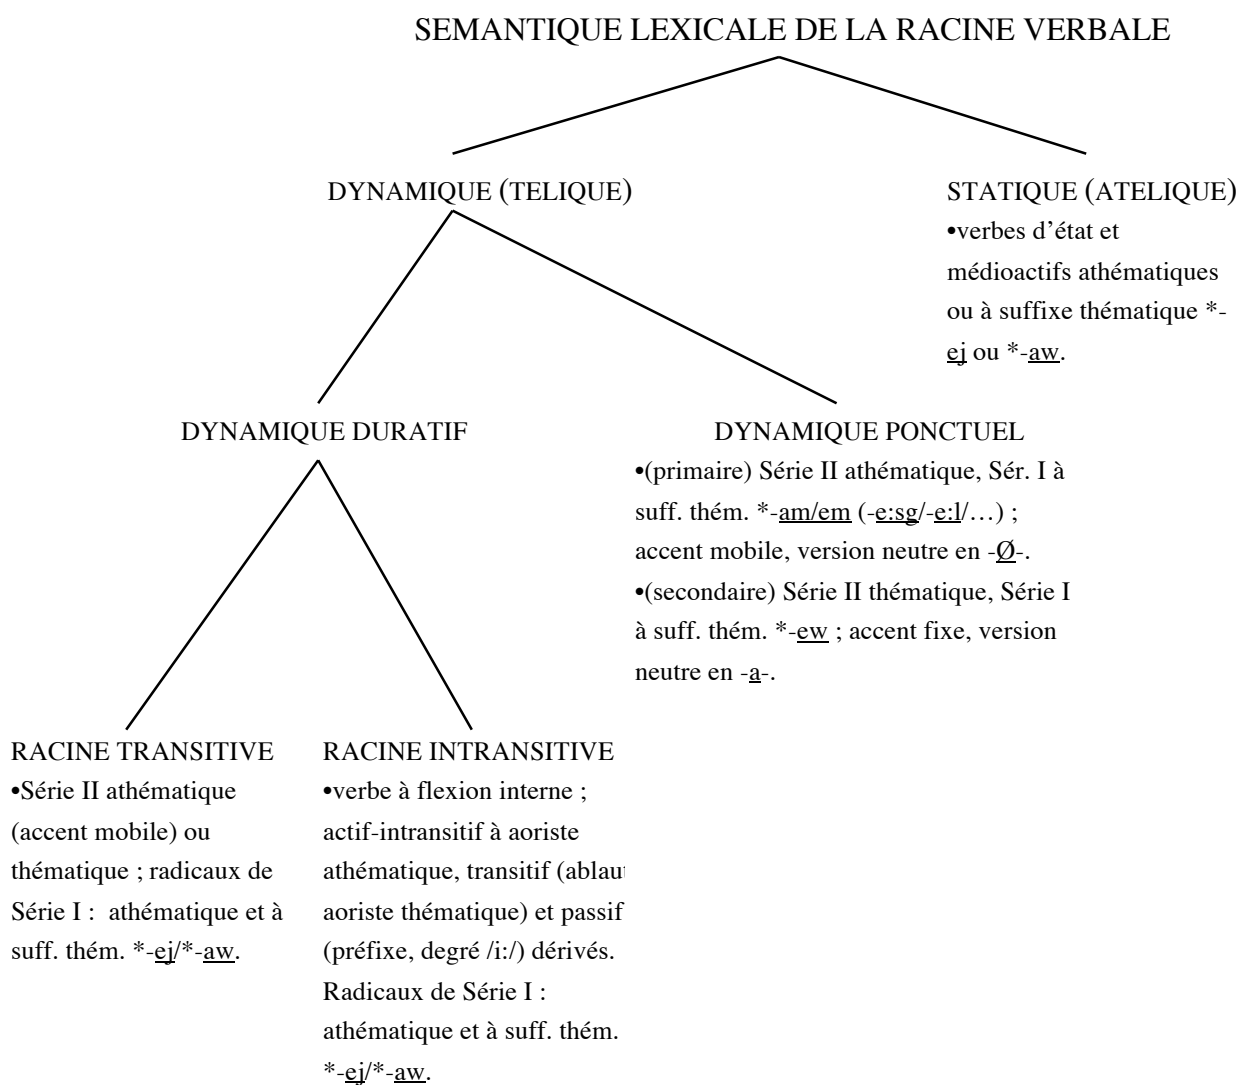 SEMANTIQUE LEXICALE DE LA RACINE VERBALE
DYNAMIQUE (TELIQUE)
STATIQUE (ATELIQUE)
•verbes d’état et
médioactifs athématiques
ou à suffixe thématique *-
ej ou *-aw.
DYNAMIQUE DURATIF
DYNAMIQUE PONCTUEL
•(primaire) Série II athématique, Sér. I à
suff. thém. *-am/em (-e:sg/-e:l/…) ;
accent mobile, version neutre en -Ø-.
•(secondaire) Série II thématique, Série I
à suff. thém. *-ew ; accent fixe, version
neutre en -a-.
RACINE TRANSITIVE
•Série II athématique
(accent mobile) ou
thématique ; radicaux de
Série I : athématique et à
suff. thém. *-ej/*-aw.
RACINE INTRANSITIVE
•verbe à flexion interne ;
actif-intransitif à aoriste
athématique, transitif (ablau
aoriste thématique) et passif
(préfixe, degré /i:/) dérivés.
Radicaux de Série I :
athématique et à suff. thém.
*-ej/*-aw.